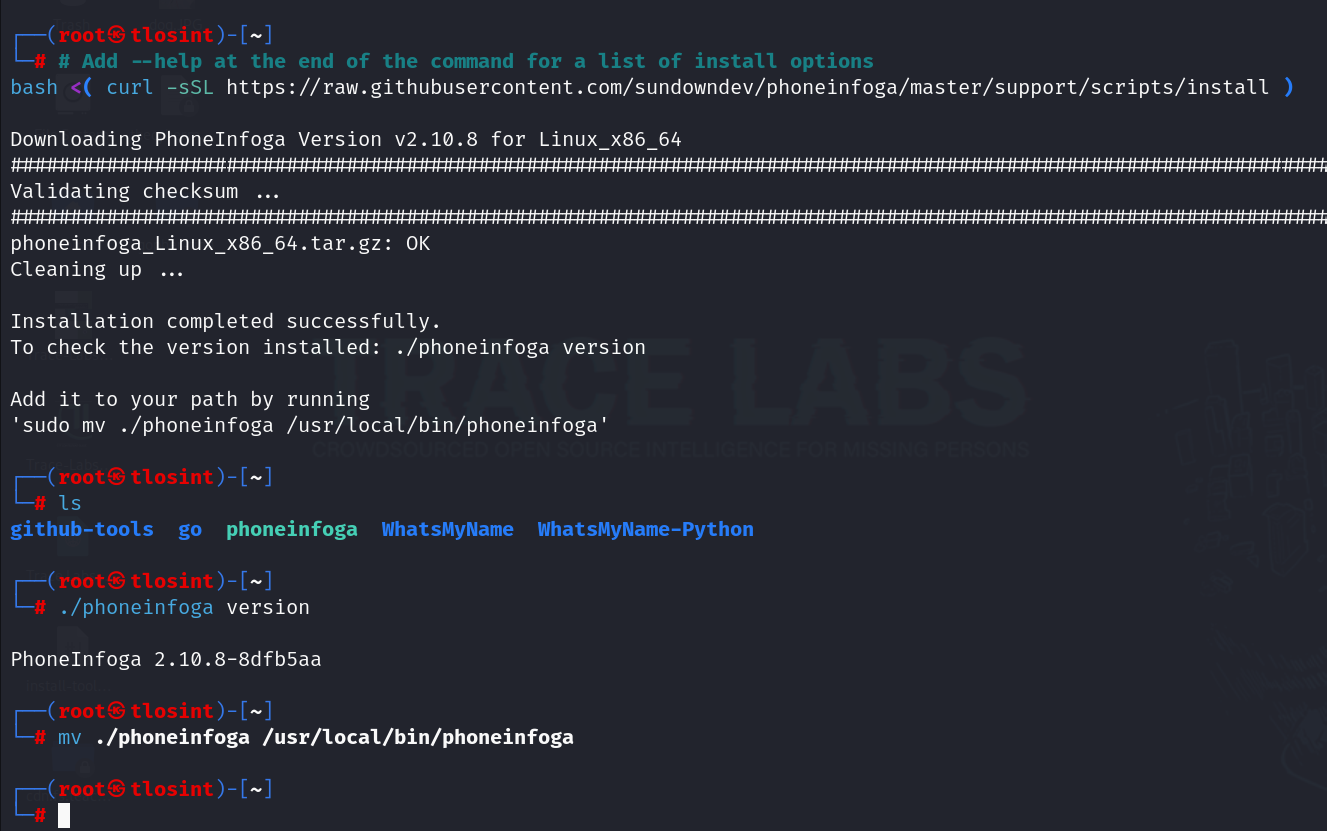 ┌──(root㉿tlosint)-[~]
└─# # Add --help at the end of the command for a list of install options
bash <( curl -sSL https://raw.githubusercontent.com/sundowndev/phoneinfoga/master/support/scripts/install )
Downloading PhoneInfoga Version v2.10.8 for Linux_x86_64
##############################################################################################################
Validating checksum ...
##############################################################################################################
phoneinfoga_Linux_x86_64.tar.gz: OK
Cleaning up ...
Installation completed successfully.
To check the version installed: ./phoneinfoga version
TRACE LABS
Add it to your path by running
'sudo mv ./phoneinfoga /usr/local/bin/phoneinfoga'
CROWDSOURCED OPEN SOURCE INTELLIGENCE FOR MISSING PERSONS
┌──(root㉿tlosint)-[~]
└─# ls
github-tools  go  phoneinfoga  WhatsMyName  WhatsMyName-Python
┌──(root㉿tlosint)-[~]
└─# ./phoneinfoga version
PhoneInfoga 2.10.8-8dfb5aa
┌──(root㉿tlosint)-[~]
└─# mv ./phoneinfoga /usr/local/bin/phoneinfoga
┌──(root㉿tlosint)-[~]
└─#